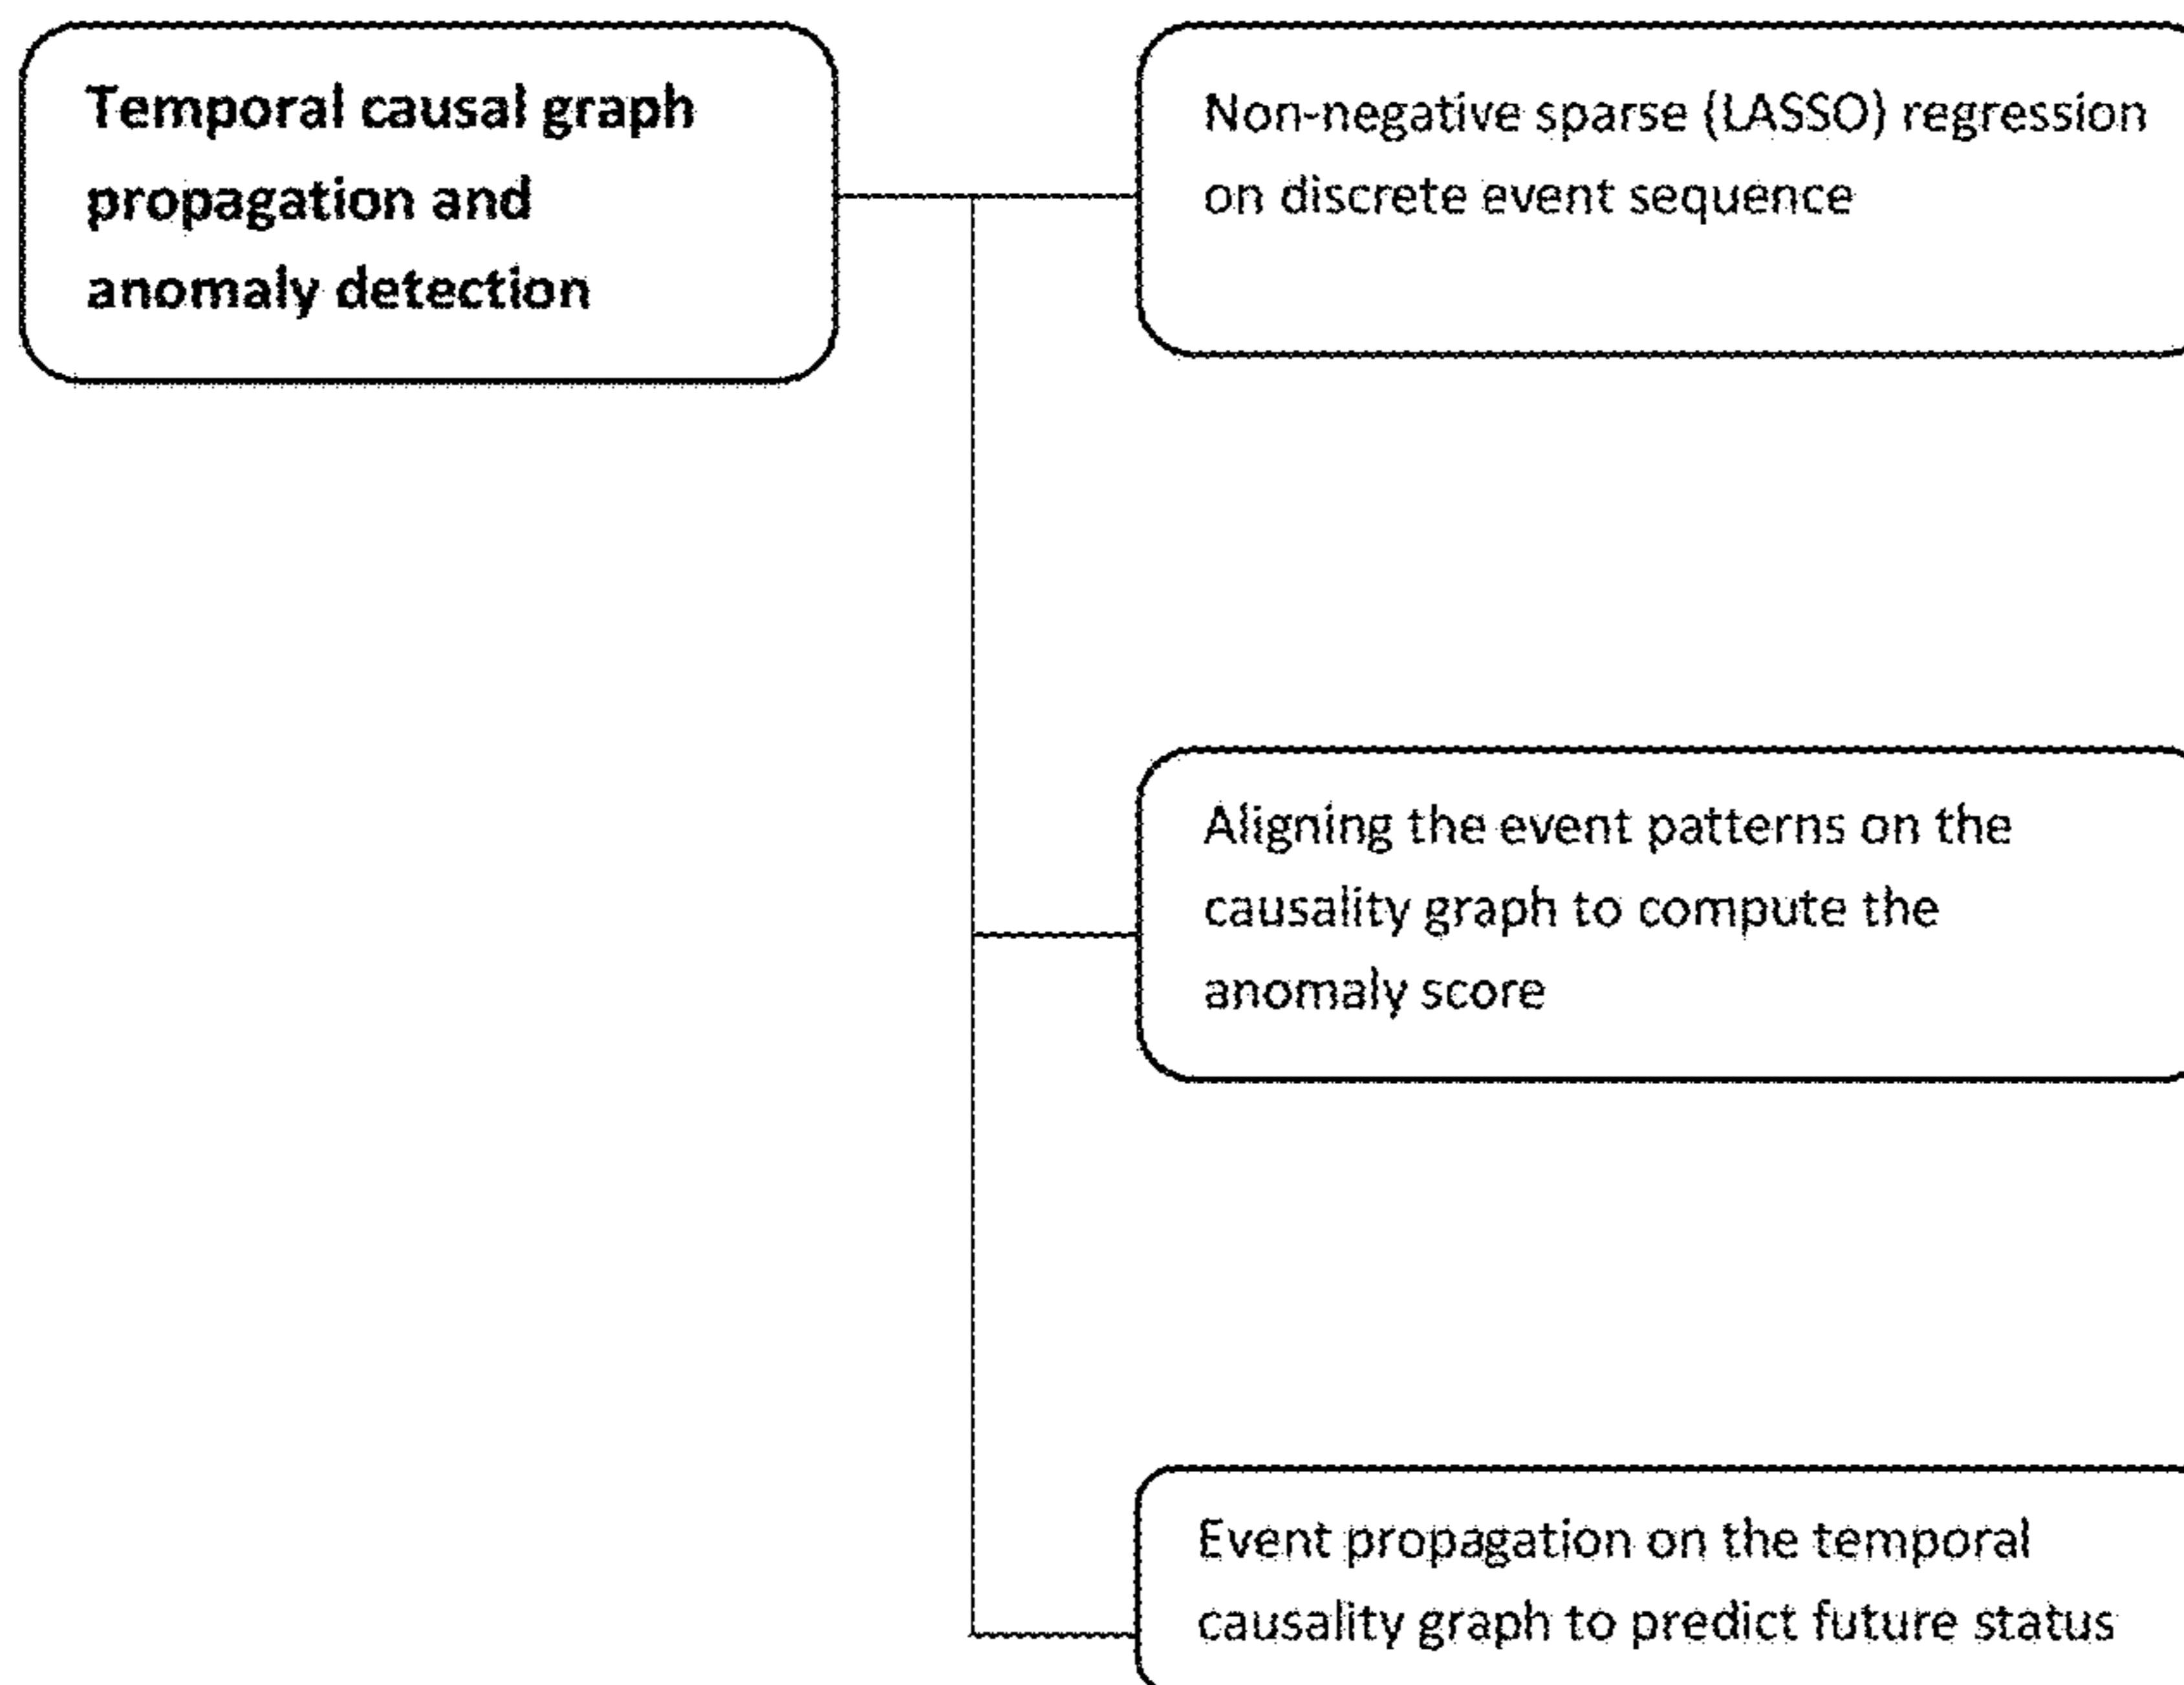 Temporal causal graph
propagation and
anomaly detection
Non-negative sparse (LASSO) regression
on discrete event sequence
Aligning the event patterns on the
causality graph to compute the
anomaly score
Event propagation on the temporal
causality graph to predict future status